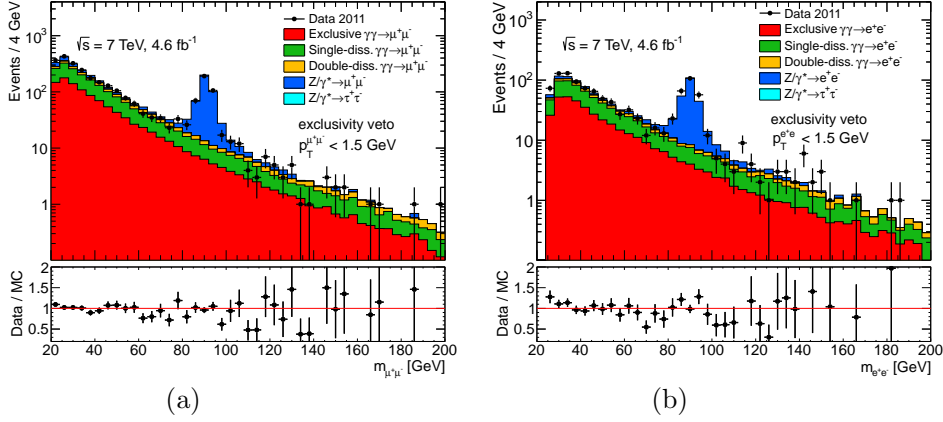 Events / 4 GeV
10³
10²
10
1
√s = 7 TeV, 4.6 fb⁻¹
Data 2011
Exclusive γγ→μ⁺μ⁻
Single-diss. γγ→μ⁺μ⁻
Double-diss. γγ→μ⁺μ⁻
Z/γ*→μ⁺μ⁻
Z/γ*→τ⁺τ⁻
exclusivity veto
p_T^{μ⁺μ⁻} < 1.5 GeV
Data / MC
2
1.5
1
0.5
20 40 60 80 100 120 140 160 180 200
m_{μ⁺μ⁻} [GeV]
(a)
Events / 4 GeV
10³
10²
10
1
√s = 7 TeV, 4.6 fb⁻¹
Data 2011
Exclusive γγ→e⁺e⁻
Single-diss. γγ→e⁺e⁻
Double-diss. γγ→e⁺e⁻
Z/γ*→e⁺e⁻
Z/γ*→τ⁺τ⁻
exclusivity veto
p_T^{e⁺e⁻} < 1.5 GeV
Data / MC
2
1.5
1
0.5
20 40 60 80 100 120 140 160 180 200
m_{e⁺e⁻} [GeV]
(b)